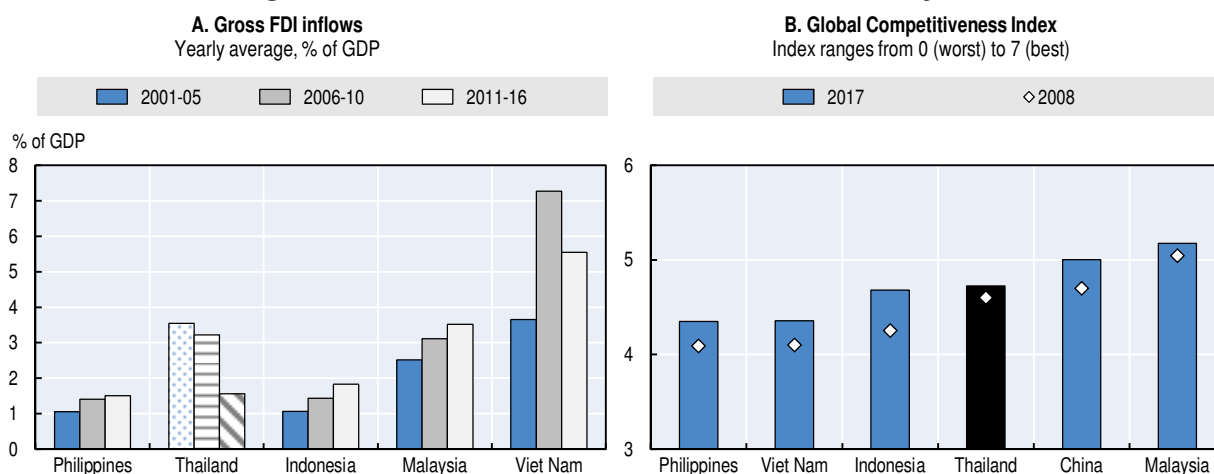 A. Gross FDI inflows
Yearly average, % of GDP
2001-05 2006-10 2011-16
% of GDP
8
7
6
5
4
3
2
1
0
Philippines Thailand Indonesia Malaysia Viet Nam
B. Global Competitiveness Index
Index ranges from 0 (worst) to 7 (best)
2017 2008
6
5
4
3
Philippines Viet Nam Indonesia Thailand China Malaysia